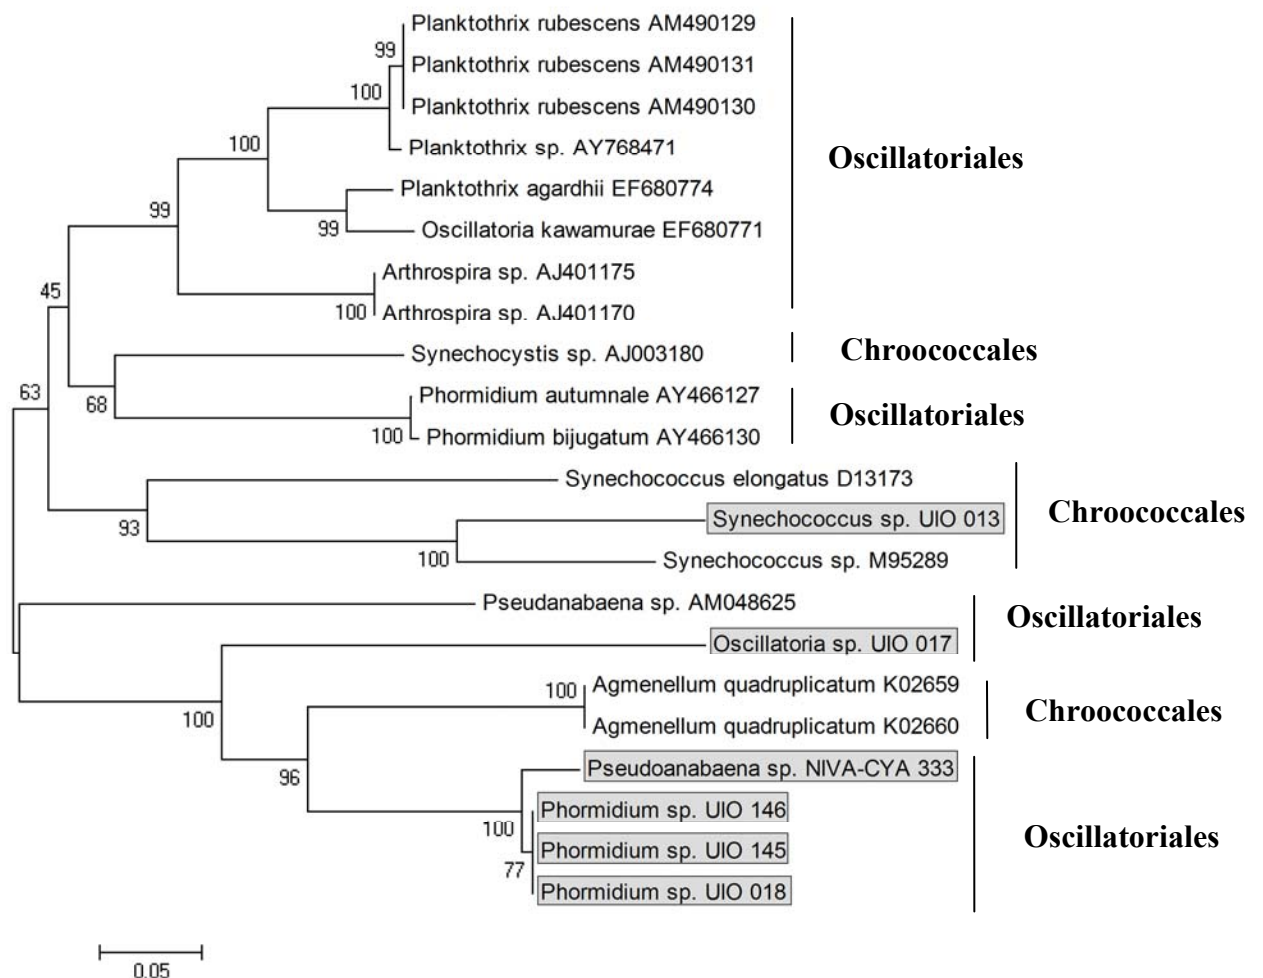 Planktothrix rubescens AM490129
99
Planktothrix rubescens AM490131
100
Planktothrix rubescens AM490130
100
Planktothrix sp. AY768471
Oscillatoriales
Planktothrix agardhii EF680774
99
99
Oscillatoria kawamurae EF680771
Arthrospira sp. AJ401175
45
100
Arthrospira sp. AJ401170
Synechocystis sp. AJ003180
Chroococcales
63
68
Phormidium autumnale AY466127
Oscillatoriales
100
Phormidium bijugatum AY466130
Synechococcus elongatus D13173
93
Synechococcus sp. UIO 013
Chroococcales
100
Synechococcus sp. M95289
Pseudanabaena sp. AM048625
Oscillatoriales
Oscillatoria sp. UIO 017
100
100
Agmenellum quadruplicatum K02659
Chroococcales
Agmenellum quadruplicatum K02660
96
Pseudoanabaena sp. NIVA-CYA 333
Phormidium sp. UIO 146
100
Oscillatoriales
Phormidium sp. UIO 145
77
Phormidium sp. UIO 018
0.05